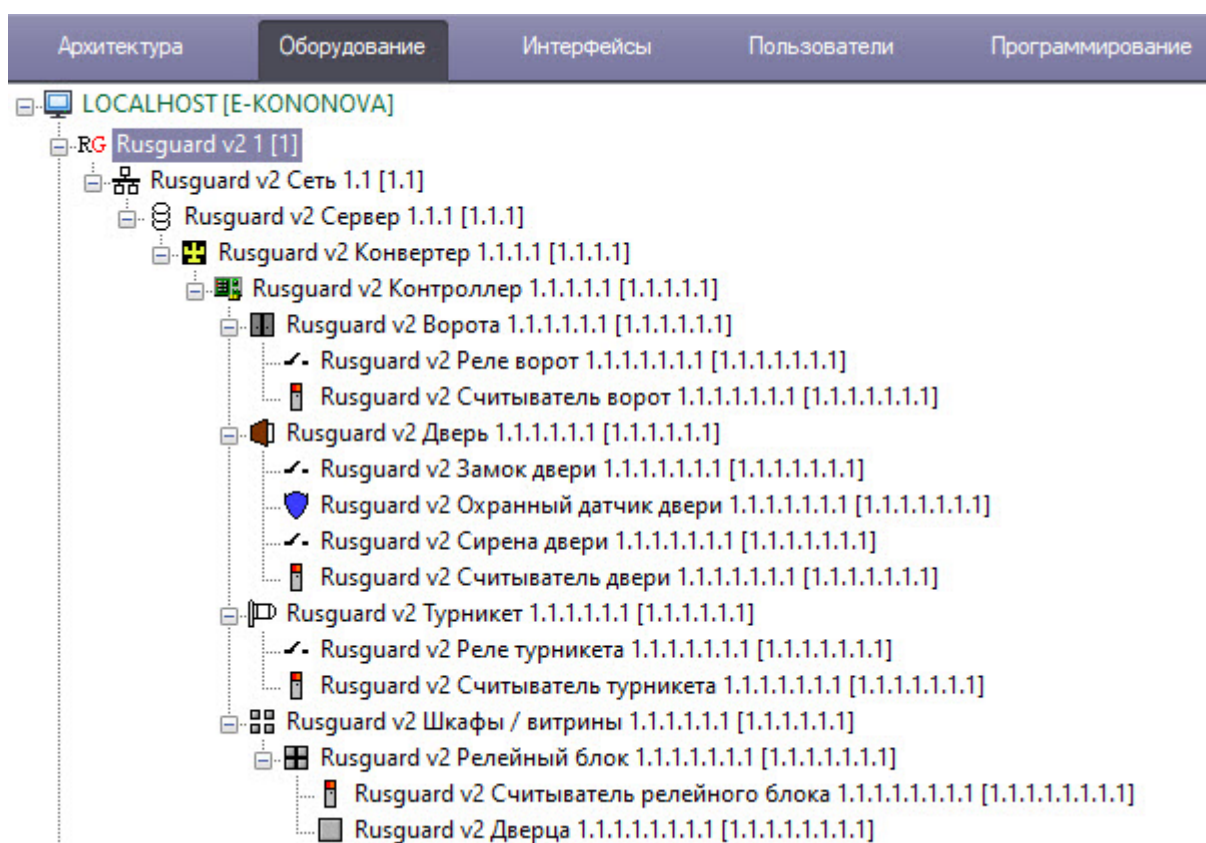 Архитектура Оборудование Интерфейсы Пользователи Программирование
LOCALHOST [E-KONONOVA]
RG Rusguard v2 1 [1]
Rusguard v2 Сеть 1.1 [1.1]
Rusguard v2 Сервер 1.1.1 [1.1.1]
Rusguard v2 Конвертер 1.1.1.1 [1.1.1.1]
Rusguard v2 Контроллер 1.1.1.1.1 [1.1.1.1.1]
Rusguard v2 Ворота 1.1.1.1.1.1 [1.1.1.1.1.1]
Rusguard v2 Реле ворот 1.1.1.1.1.1.1 [1.1.1.1.1.1.1]
Rusguard v2 Считыватель ворот 1.1.1.1.1.1.1 [1.1.1.1.1.1.1]
Rusguard v2 Дверь 1.1.1.1.1.1 [1.1.1.1.1.1]
Rusguard v2 Замок двери 1.1.1.1.1.1.1 [1.1.1.1.1.1.1]
Rusguard v2 Охранный датчик двери 1.1.1.1.1.1.1 [1.1.1.1.1.1.1]
Rusguard v2 Сирена двери 1.1.1.1.1.1.1 [1.1.1.1.1.1.1]
Rusguard v2 Считыватель двери 1.1.1.1.1.1.1 [1.1.1.1.1.1.1]
Rusguard v2 Турникет 1.1.1.1.1.1 [1.1.1.1.1.1]
Rusguard v2 Реле турникета 1.1.1.1.1.1.1 [1.1.1.1.1.1.1]
Rusguard v2 Считыватель турникета 1.1.1.1.1.1.1 [1.1.1.1.1.1.1]
Rusguard v2 Шкафы / витрины 1.1.1.1.1.1 [1.1.1.1.1.1]
Rusguard v2 Релейный блок 1.1.1.1.1.1.1 [1.1.1.1.1.1.1]
Rusguard v2 Считыватель релейного блока 1.1.1.1.1.1.1.1 [1.1.1.1.1.1.1.1]
Rusguard v2 Дверца 1.1.1.1.1.1.1.1 [1.1.1.1.1.1.1.1]